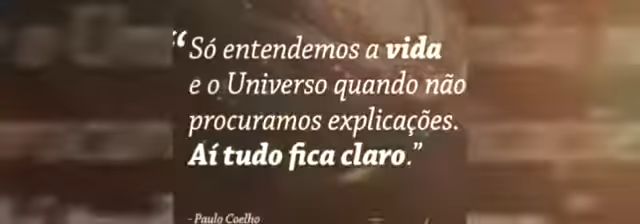 “Só entendemos a vida
e o Universo quando não
procuramos explicações.
Aí tudo fica claro.”
- Paulo Coelho